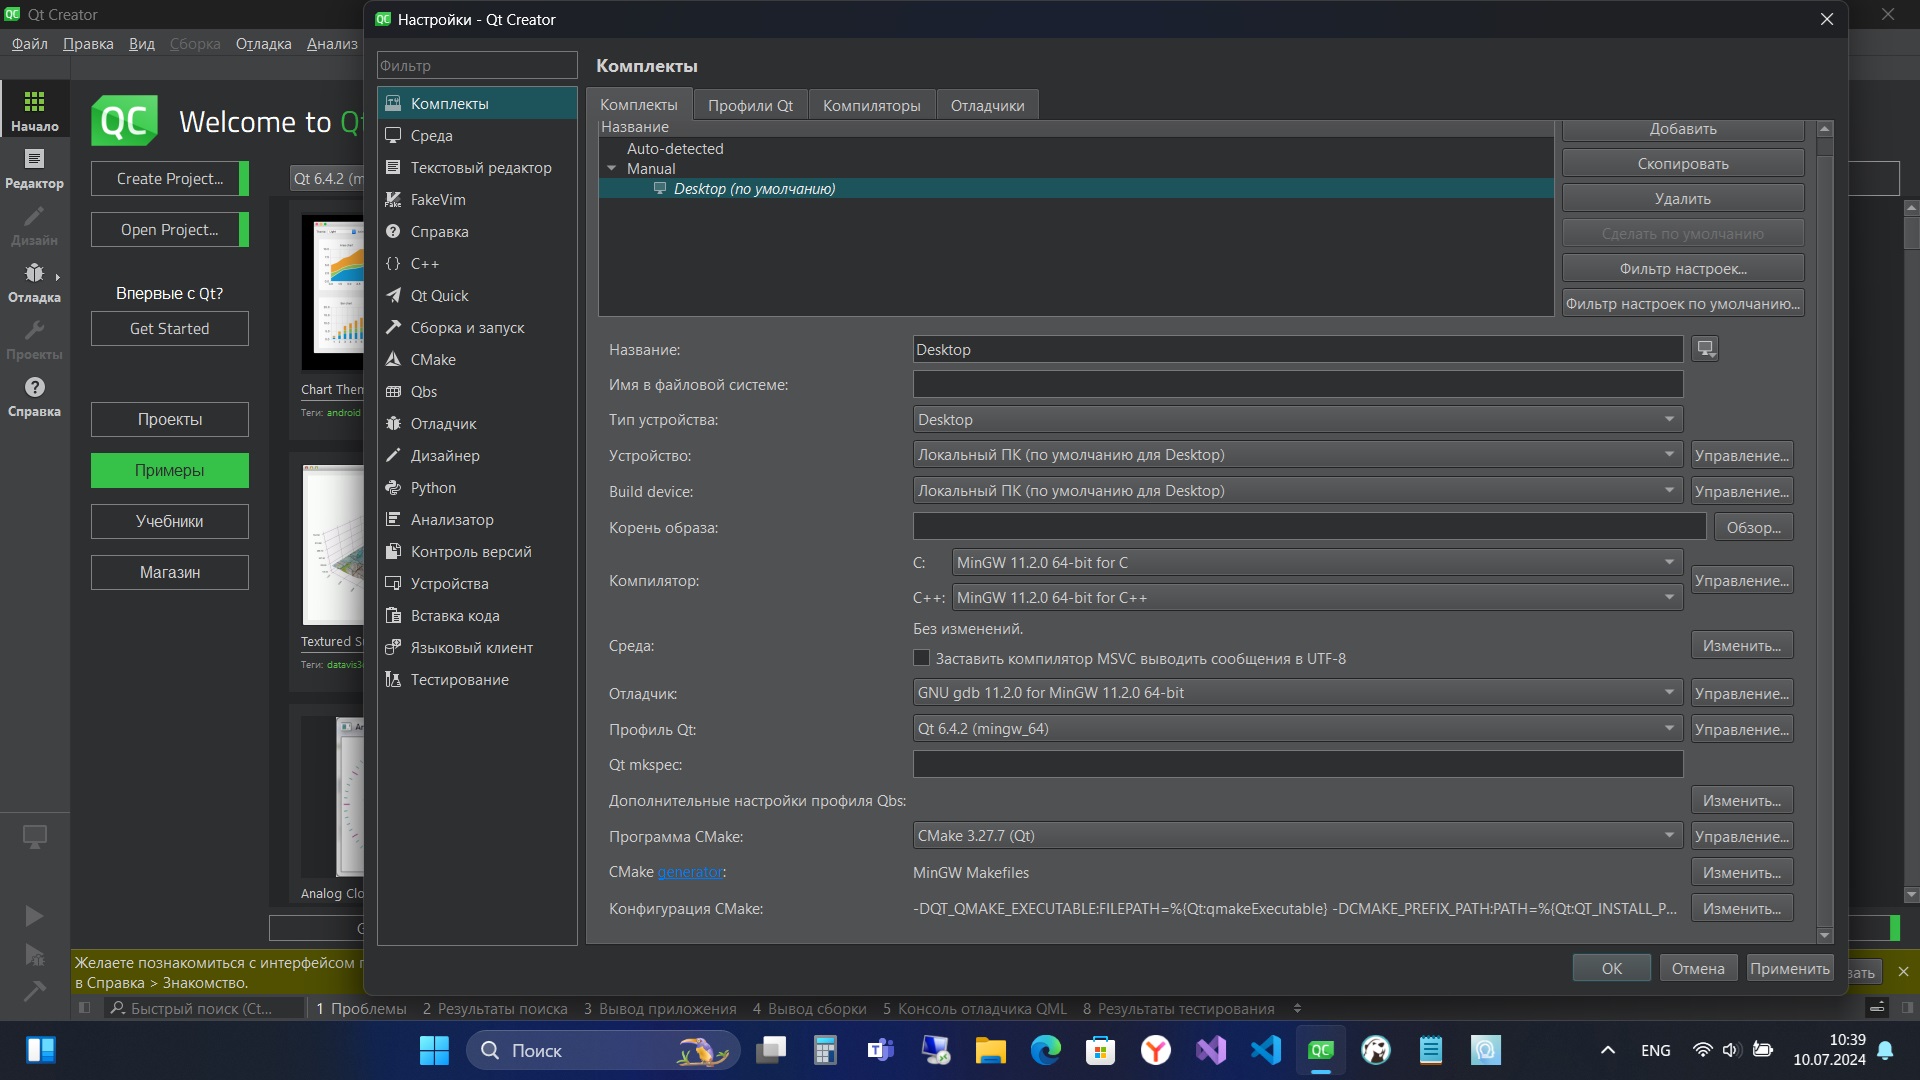 Qt Creator
Файл Правка Вид Сборка Отладка Анализ
Начало
Редактор
Дизайн
Отладка
Проекты
Справка
QC
Welcome to Qt
Create Project...
Open Project...
Впервые с Qt?
Get Started
Проекты
Примеры
Учебники
Магазин
Qt 6.4.2 (m
Chart Them
Теги: android
Textured S
Теги: datavis3
Analog Clo
Желаете познакомиться с интерфейсом
в Справка > Знакомство.
Настройки - Qt Creator
Фильтр
Комплекты
Среда
Текстовый редактор
FakeVim
Справка
C++
Qt Quick
Сборка и запуск
CMake
Qbs
Отладчик
Дизайнер
Python
Анализатор
Контроль версий
Устройства
Вставка кода
Языковый клиент
Тестирование
Комплекты
Комплекты Профили Qt Компиляторы Отладчики
Название
Auto-detected
Manual
Desktop (по умолчанию)
Добавить
Скопировать
Удалить
Сделать по умолчанию
Фильтр настроек...
Фильтр настроек по умолчанию...
Название: Desktop
Имя в файловой системе:
Тип устройства: Desktop
Устройство: Локальный ПК (по умолчанию для Desktop) Управление...
Build device: Локальный ПК (по умолчанию для Desktop) Управление...
Корень образа: Обзор...
Компилятор:
C: MinGW 11.2.0 64-bit for C
C++: MinGW 11.2.0 64-bit for C++
Управление...
Среда:
Без изменений.
Заставить компилятор MSVC выводить сообщения в UTF-8
Изменить...
Отладчик: GNU gdb 11.2.0 for MinGW 11.2.0 64-bit Управление...
Профиль Qt: Qt 6.4.2 (mingw_64) Управление...
Qt mkspec:
Дополнительные настройки профиля Qbs: Изменить...
Программа CMake: CMake 3.27.7 (Qt) Управление...
CMake generator: MinGW Makefiles Изменить...
Конфигурация CMake: -DQT_QMAKE_EXECUTABLE:FILEPATH=%{Qt:qmakeExecutable} -DCMAKE_PREFIX_PATH:PATH=%{Qt:QT_INSTALL_P... Изменить...
OK Отмена Применить
Быстрый поиск (Ct... 1 Проблемы 2 Результаты поиска 3 Вывод приложения 4 Вывод сборки 5 Консоль отладчика QML 8 Результаты тестирования
Поиск
ENG
10:39
10.07.2024